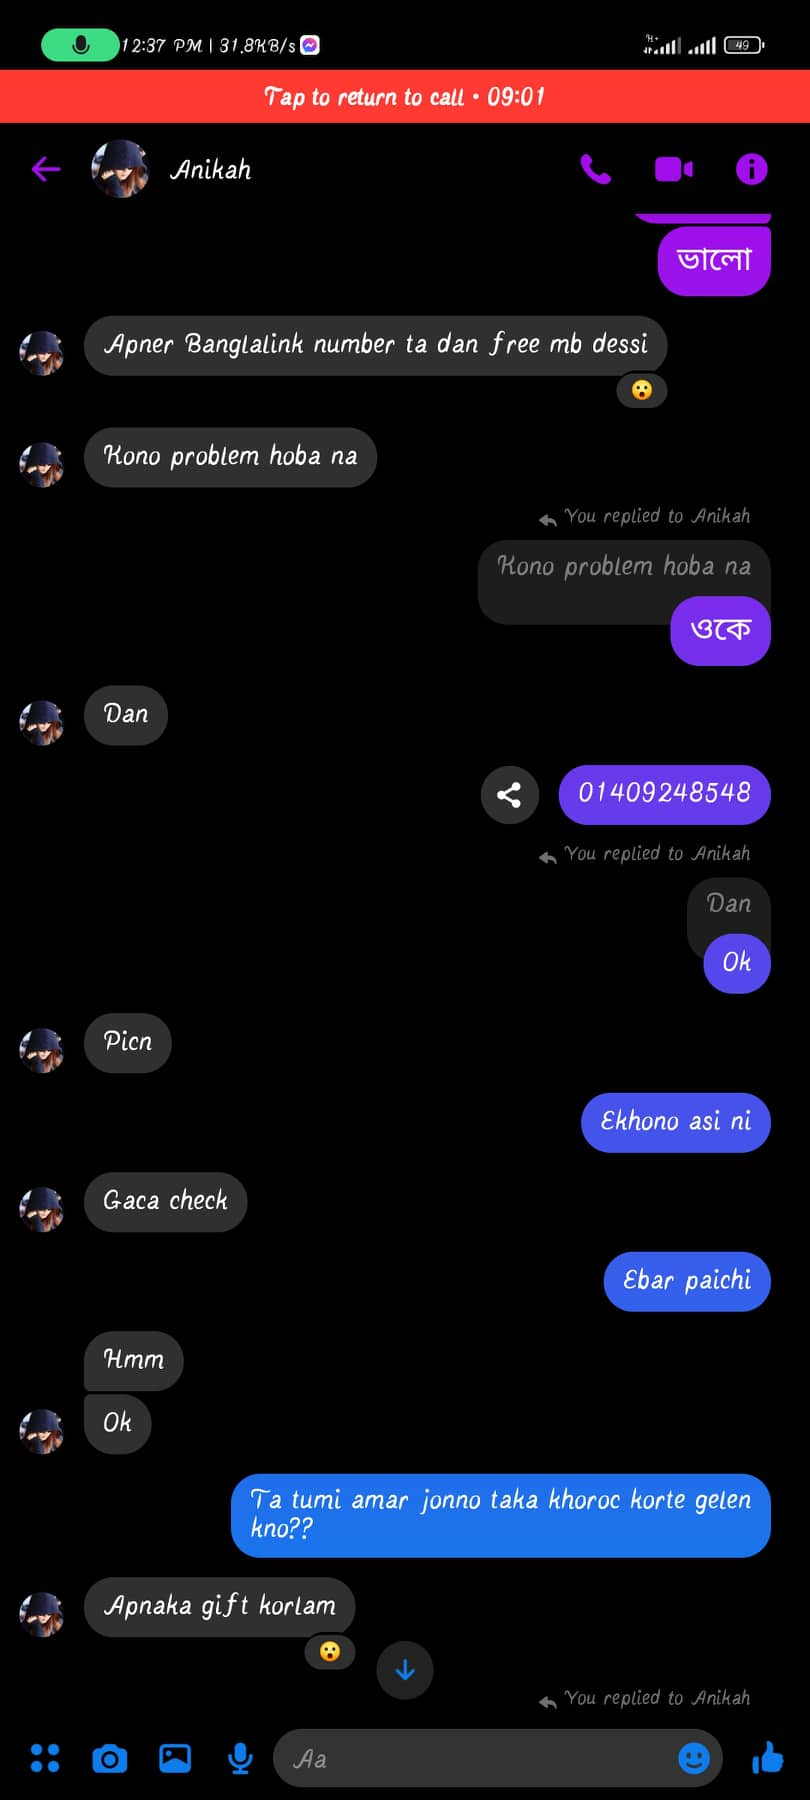 12:37 PM | 31.8KB/s
H+
49
Tap to return to call • 09:01
Anikah
ভালো
Apner Banglalink number ta dan free mb dessi
Kono problem hoba na
You replied to Anikah
Kono problem hoba na
ওকে
Dan
01409248548
You replied to Anikah
Dan
Ok
Picn
Ekhono asi ni
Gaca check
Ebar paichi
Hmm
Ok
Ta tumi amar jonno taka khoroc korte gelen
kno??
Apnaka gift korlam
You replied to Anikah
Aa